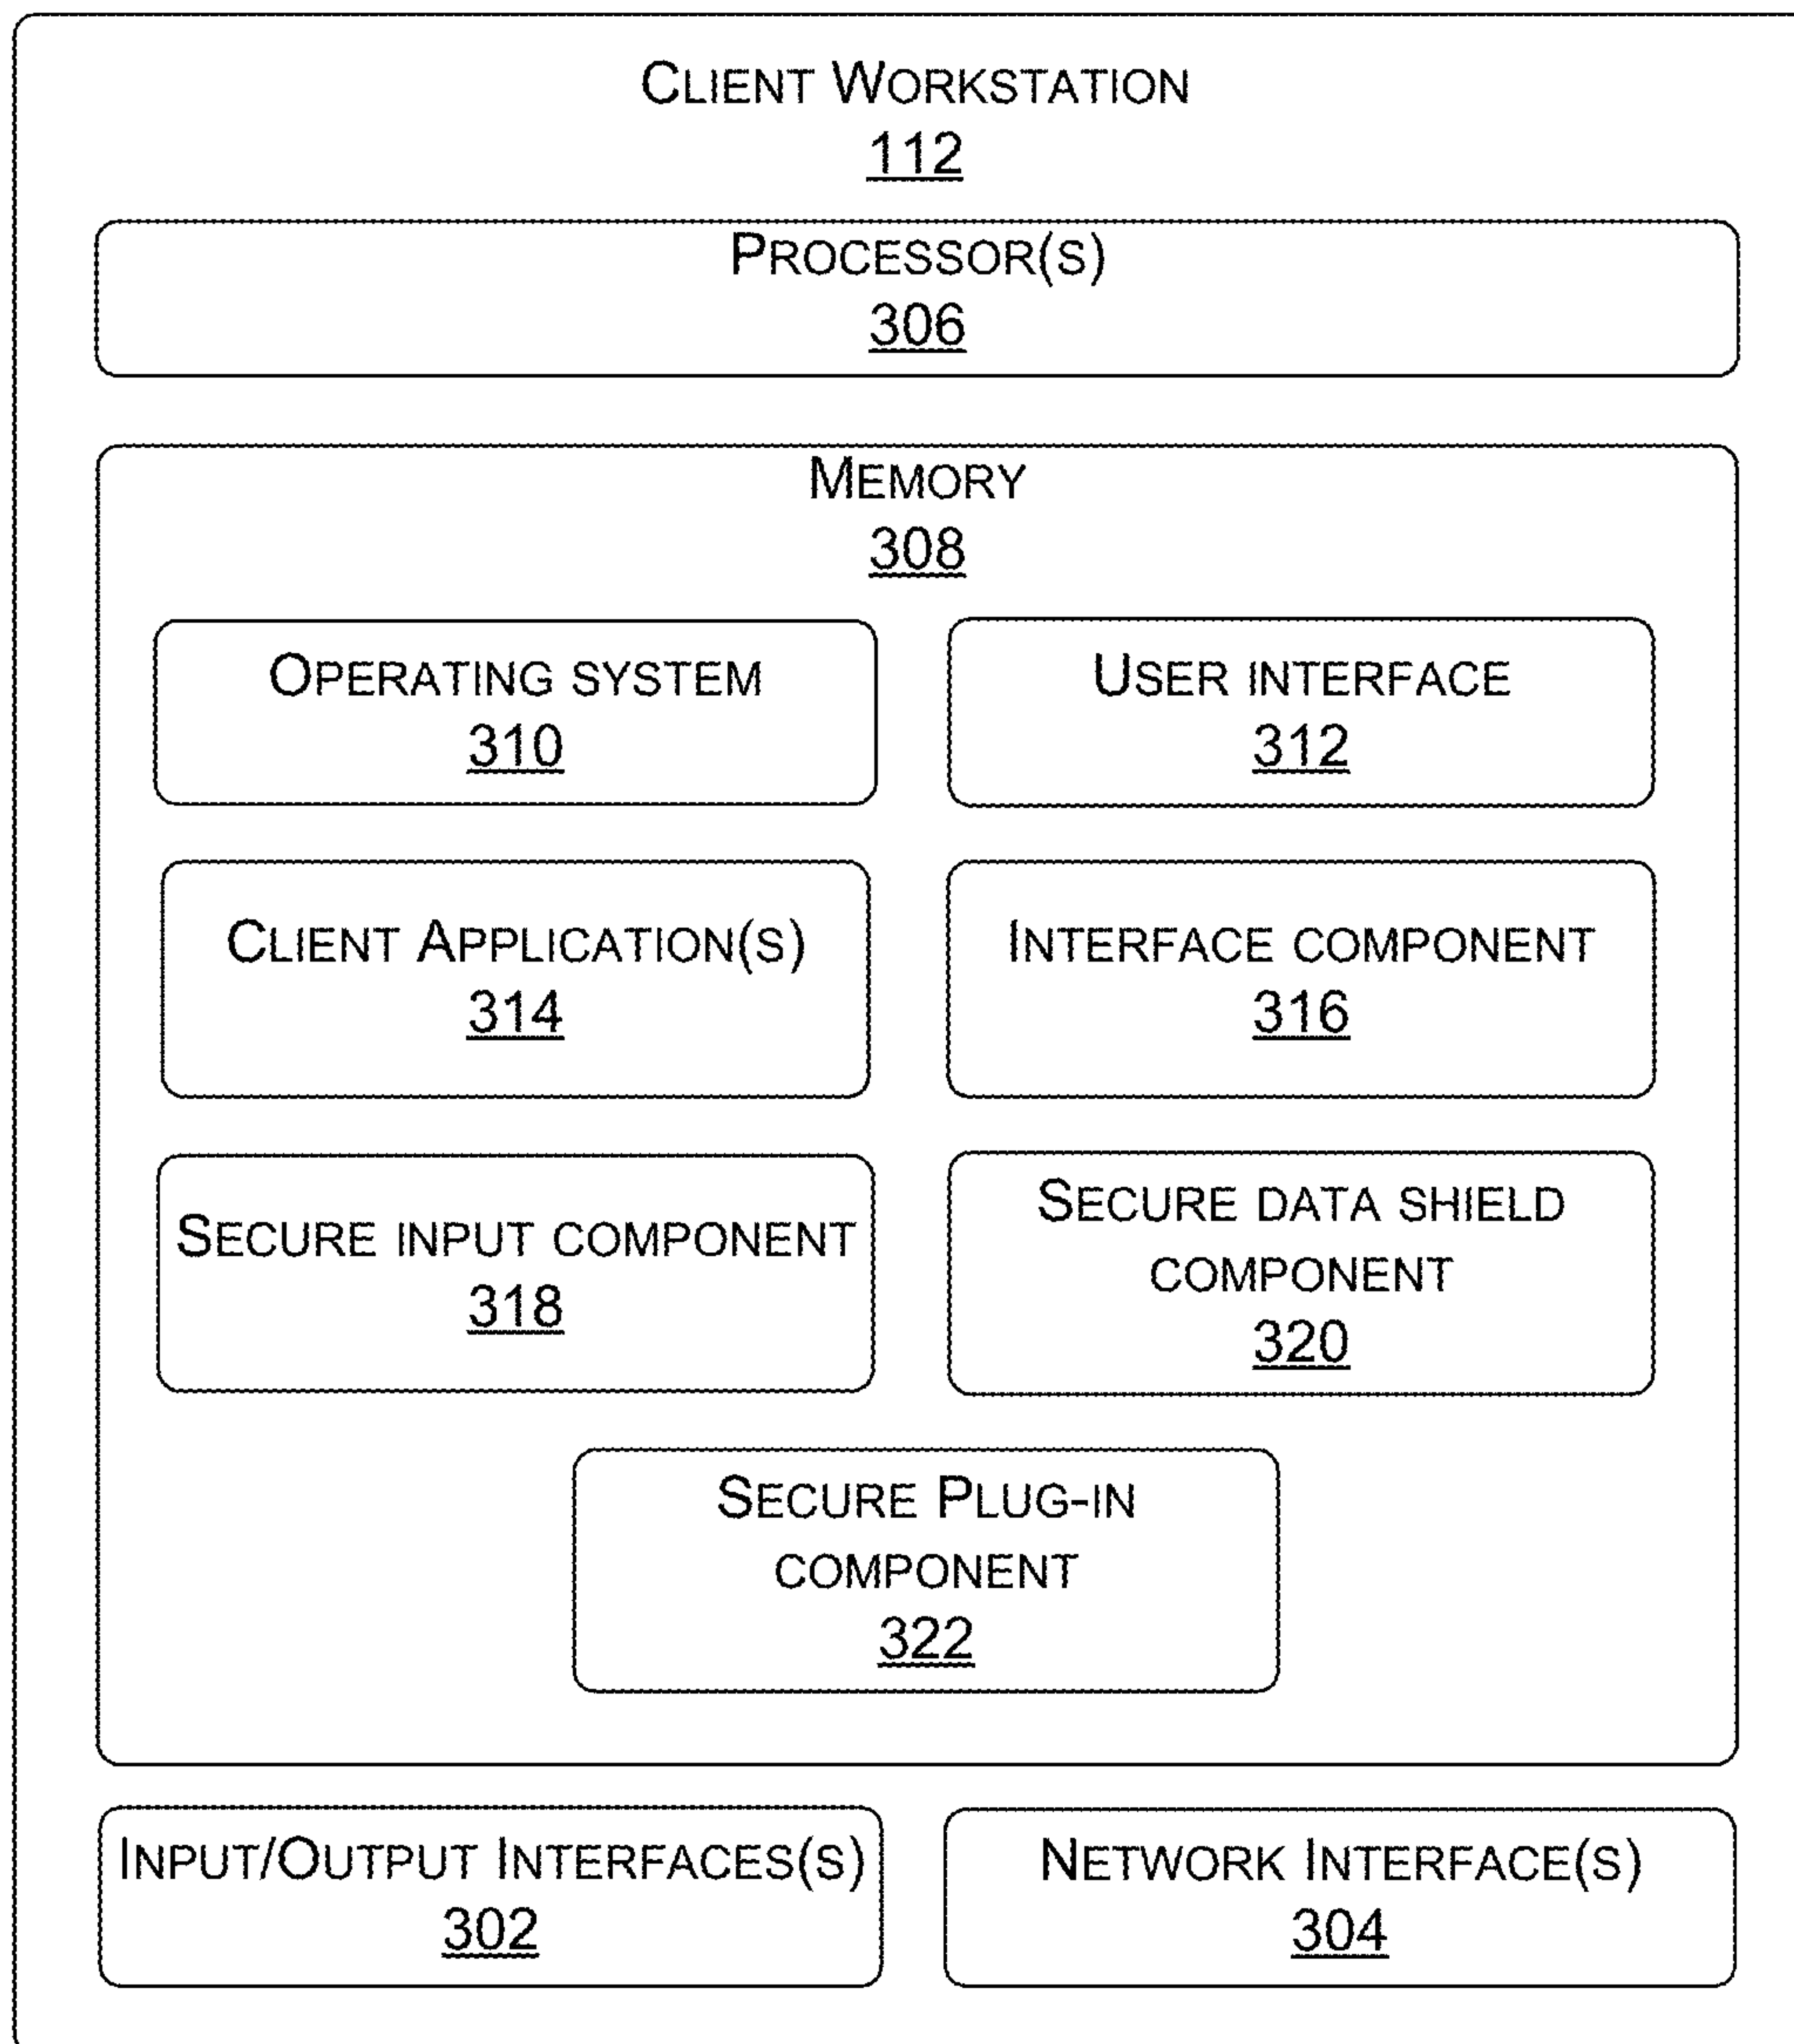 CLIENT WORKSTATION
112
PROCESSOR(S)
306
MEMORY
308
OPERATING SYSTEM
310
USER INTERFACE
312
CLIENT APPLICATION(S)
314
INTERFACE COMPONENT
316
SECURE INPUT COMPONENT
318
SECURE DATA SHIELD
COMPONENT
320
SECURE PLUG-IN
COMPONENT
322
INPUT/OUTPUT INTERFACES(S)
302
NETWORK INTERFACE(S)
304